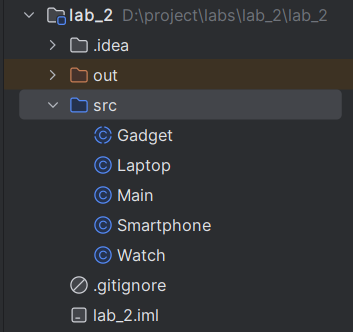 lab_2 D:\project\labs\lab_2\lab_2
.idea
out
src
Gadget
Laptop
Main
Smartphone
Watch
.gitignore
lab_2.iml